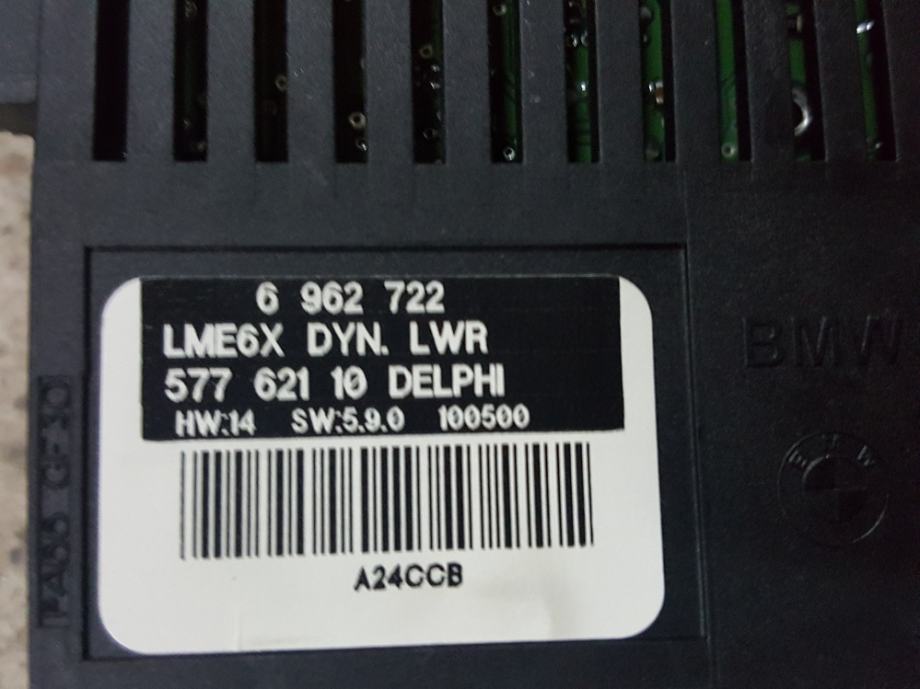 6 962 722
LME6X DYN. LWR
577 621 10 DELPHI
HW:14 SW:5.9.0 100500
A24CCB
BMW
BMW